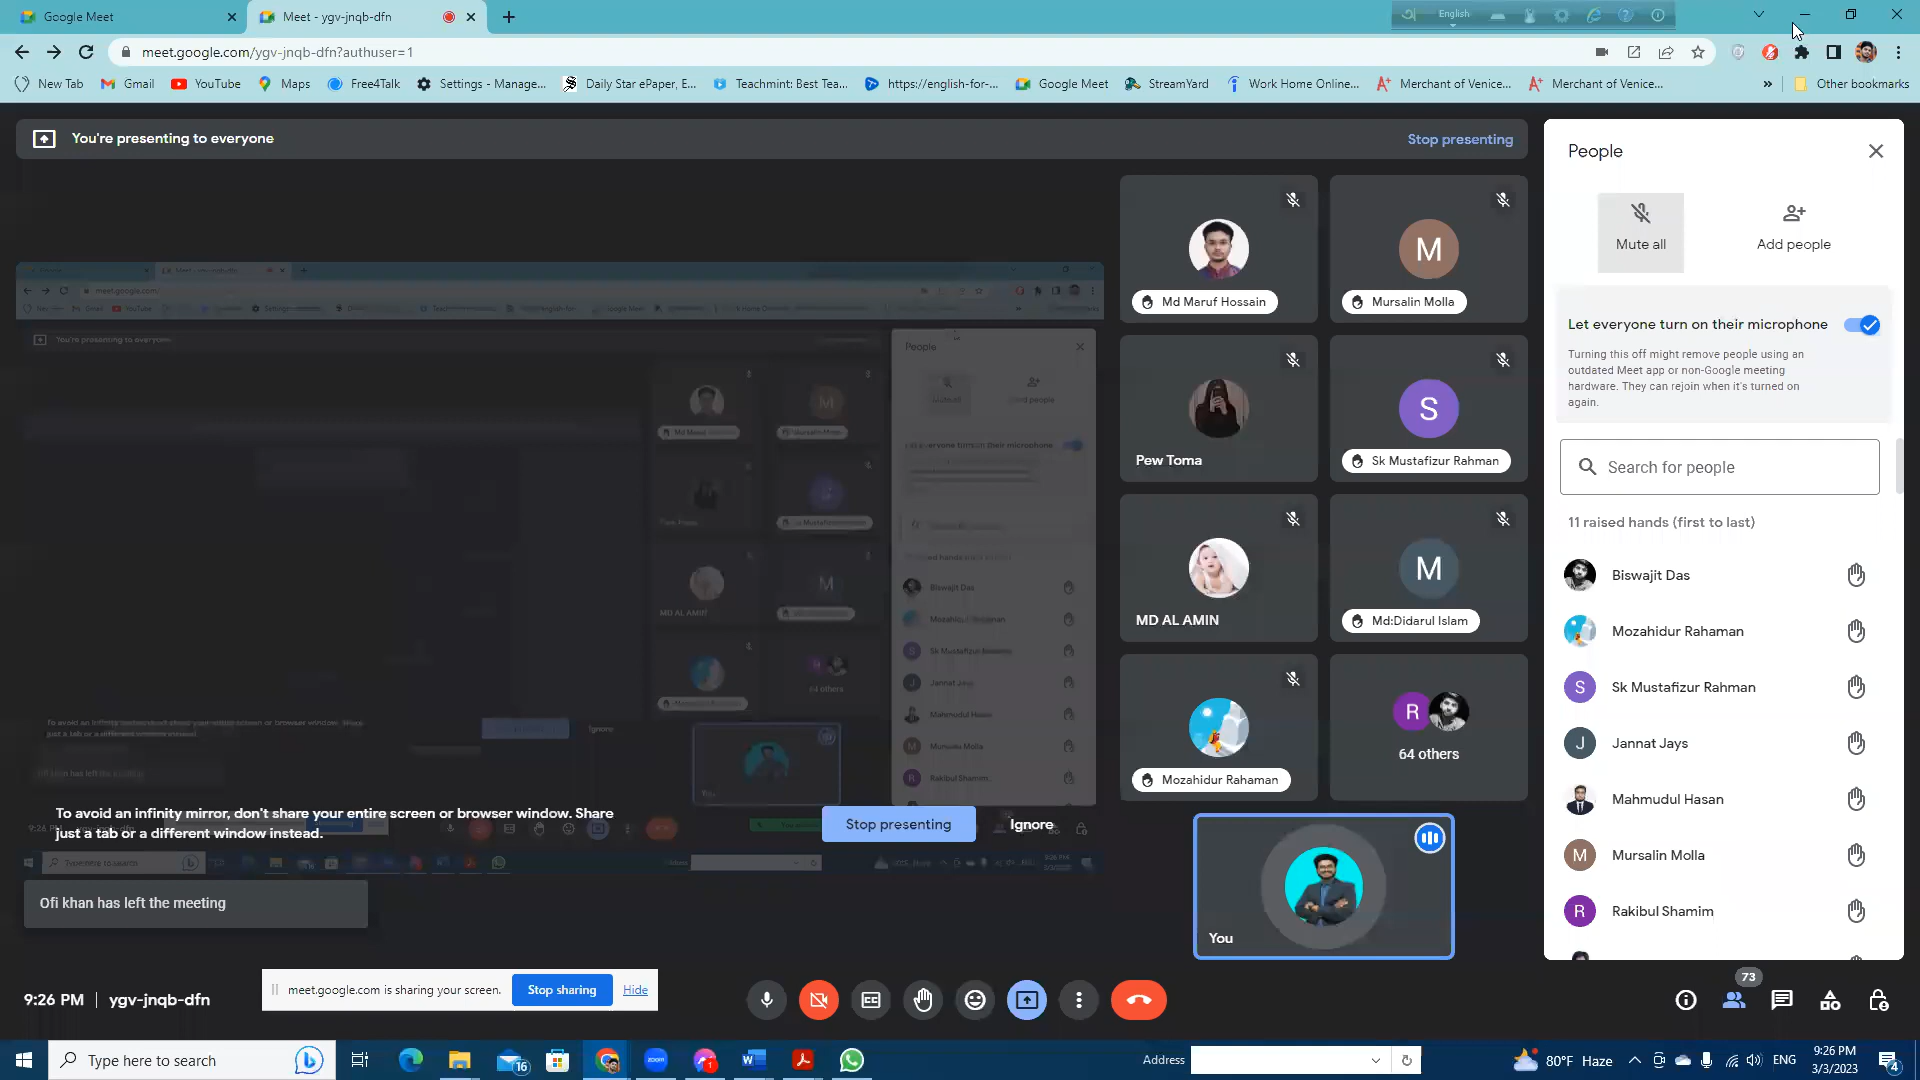 Google Meet
Meet - ygv-jnqb-dfn
English
meet.google.com/ygv-jnqb-dfn?authuser=1
New Tab
Gmail
YouTube
Maps
Free4Talk
Settings - Manage...
Daily Star ePaper, E...
Teachmint: Best Tea...
https://english-for-...
Google Meet
StreamYard
Work Home Online...
Merchant of Venice...
Merchant of Venice...
»
Other bookmarks
You're presenting to everyone
Stop presenting
Md Maruf Hossain
M
Mursalin Molla
Pew Toma
S
Sk Mustafizur Rahman
MD AL AMIN
M
Md:Didarul Islam
Mozahidur Rahaman
R
64 others
You
To avoid an infinity mirror, don't share your entire screen or browser window. Share
just a tab or a different window instead.
Stop presenting
Ignore
Ofi khan has left the meeting
People
Mute all
Add people
Let everyone turn on their microphone
Turning this off might remove people using an
outdated Meet app or non-Google meeting
hardware. They can rejoin when it's turned on
again.
Search for people
11 raised hands (first to last)
Biswajit Das
Mozahidur Rahaman
S
Sk Mustafizur Rahman
J
Jannat Jays
Mahmudul Hasan
M
Mursalin Molla
R
Rakibul Shamim
9:26 PM | ygv-jnqb-dfn
meet.google.com is sharing your screen.
Stop sharing
Hide
73
Type here to search
16
zoom
1
Address
80°F Haze
ENG
9:26 PM
3/3/2023
4